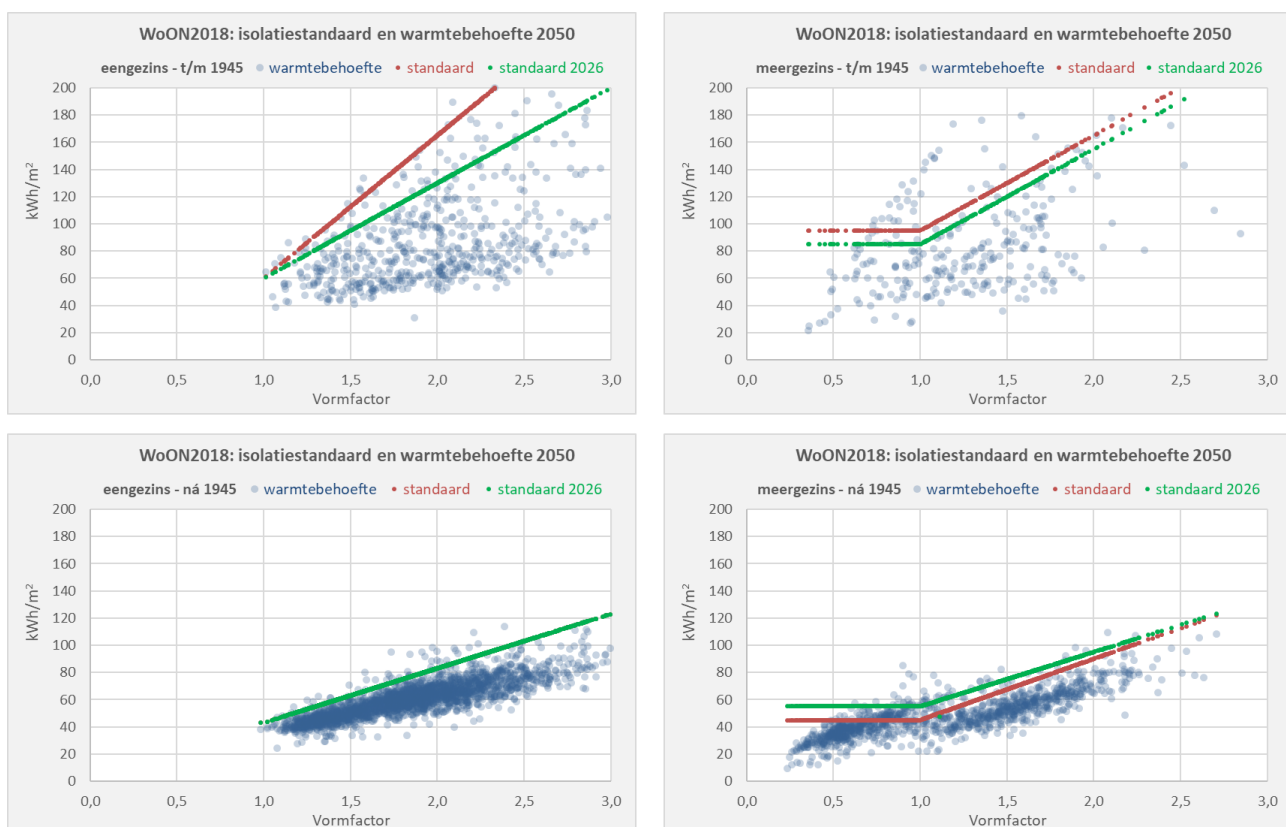 WoON2018: isolatiestandaard en warmtebehoefte 2050
eengezins - t/m 1945 warmtebehoefte standaard standaard 2026
kWh/m²
200
180
160
140
120
100
80
60
40
20
0
0,0 0,5 1,0 1,5 2,0 2,5 3,0
Vormfactor
WoON2018: isolatiestandaard en warmtebehoefte 2050
meergezins - t/m 1945 warmtebehoefte standaard standaard 2026
kWh/m²
200
180
160
140
120
100
80
60
40
20
0
0,0 0,5 1,0 1,5 2,0 2,5 3,0
Vormfactor
WoON2018: isolatiestandaard en warmtebehoefte 2050
eengezins - ná 1945 warmtebehoefte standaard standaard 2026
kWh/m²
200
180
160
140
120
100
80
60
40
20
0
0,0 0,5 1,0 1,5 2,0 2,5 3,0
Vormfactor
WoON2018: isolatiestandaard en warmtebehoefte 2050
meergezins - ná 1945 warmtebehoefte standaard standaard 2026
kWh/m²
200
180
160
140
120
100
80
60
40
20
0
0,0 0,5 1,0 1,5 2,0 2,5 3,0
Vormfactor